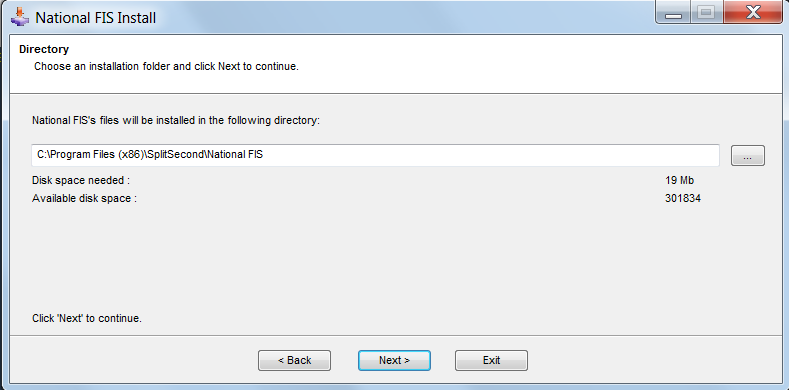 National FIS Install
Directory
Choose an installation folder and click Next to continue.
National FIS's files will be installed in the following directory:
C:\Program Files (x86)\SplitSecond\National FIS
...
Disk space needed : 19 Mb
Available disk space : 301834
Click 'Next' to continue.
< Back Next > Exit